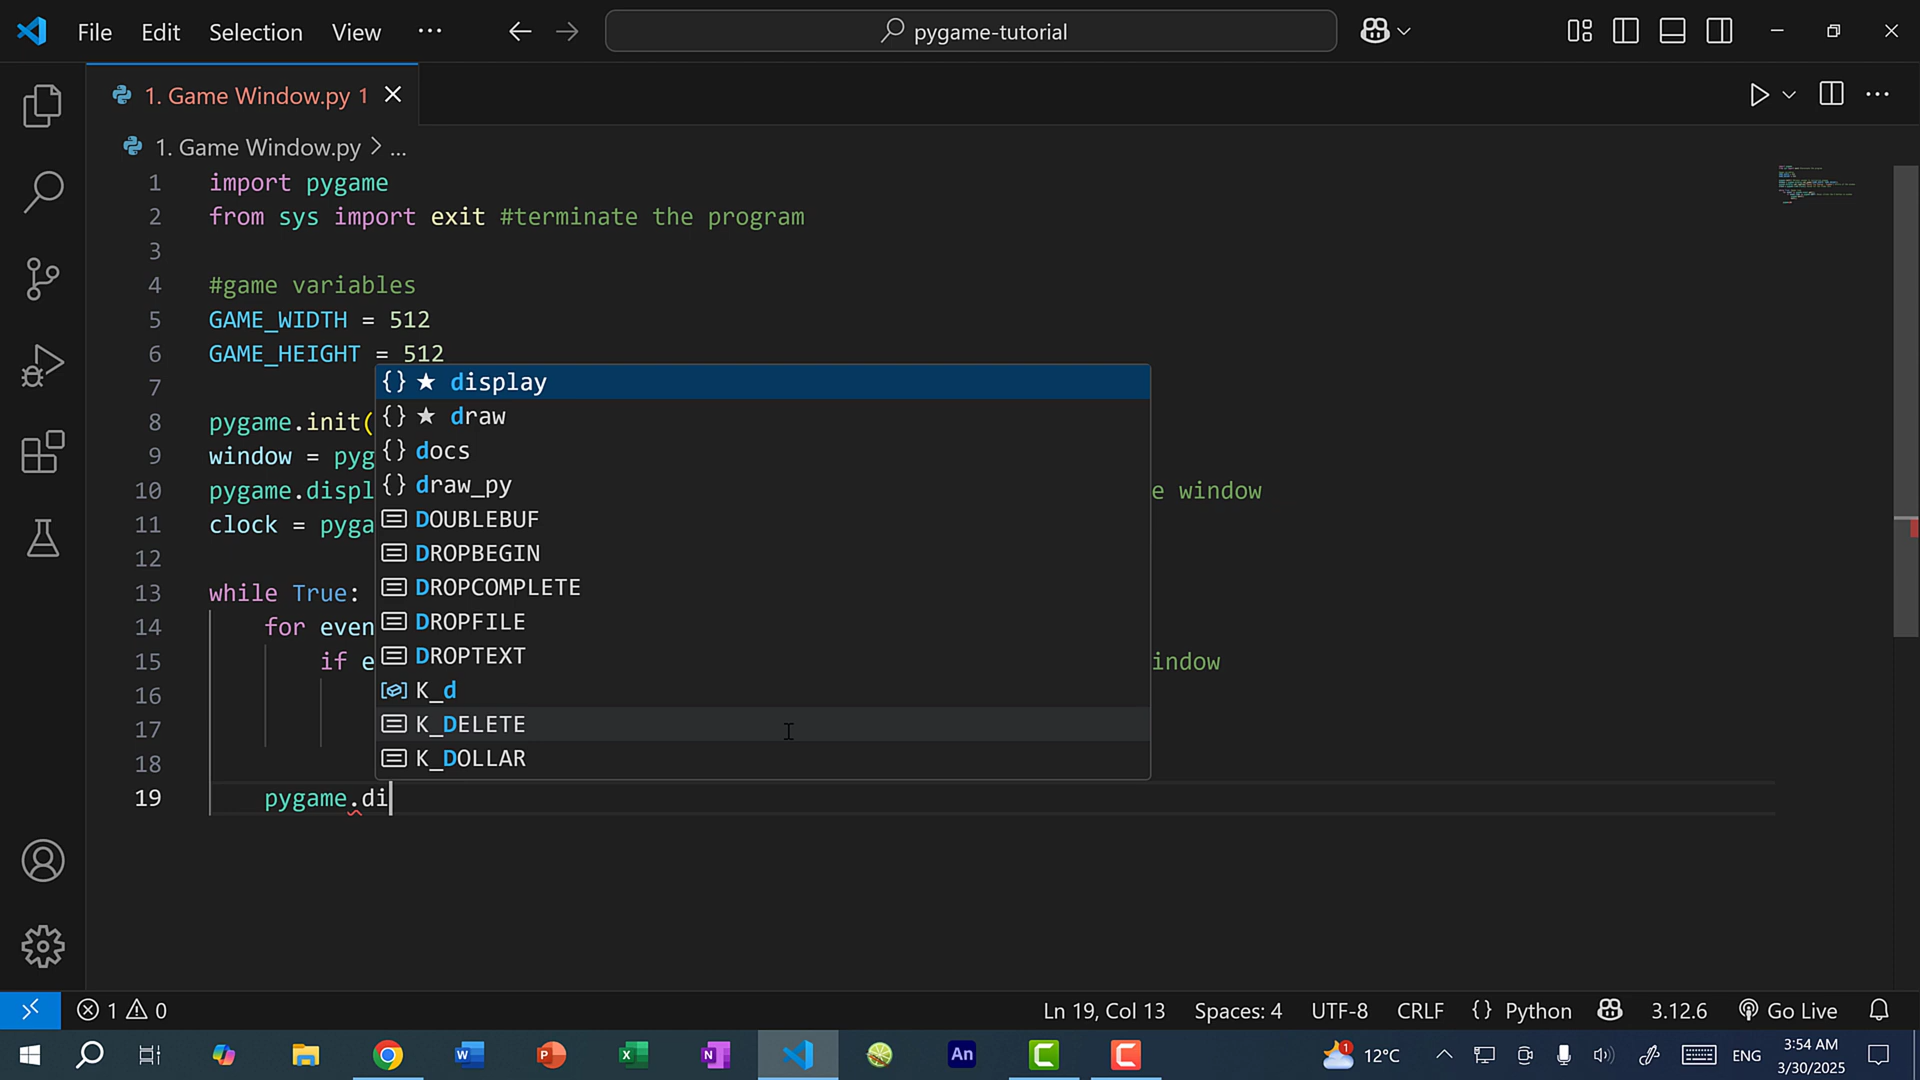 File Edit Selection View ... pygame-tutorial
1. Game Window.py 1
1. Game Window.py > ...
1 import pygame
2 from sys import exit #terminate the program
3
4 #game variables
5 GAME_WIDTH = 512
6 GAME_HEIGHT = 512
7
8 pygame.init(
9 window = pyg
10 pygame.displ e window
11 clock = pyga
12
13 while True:
14 for even
15 if e indow
16
17
18
19 pygame.di
{} ★ display
{} ★ draw
{} docs
{} draw_py
DOUBLEBUF
DROPBEGIN
DROPCOMPLETE
DROPFILE
DROPTEXT
K_d
K_DELETE
K_DOLLAR
1 0 Ln 19, Col 13 Spaces: 4 UTF-8 CRLF {} Python 3.12.6 Go Live
An 1 12°C ENG 3:54 AM
3/30/2025